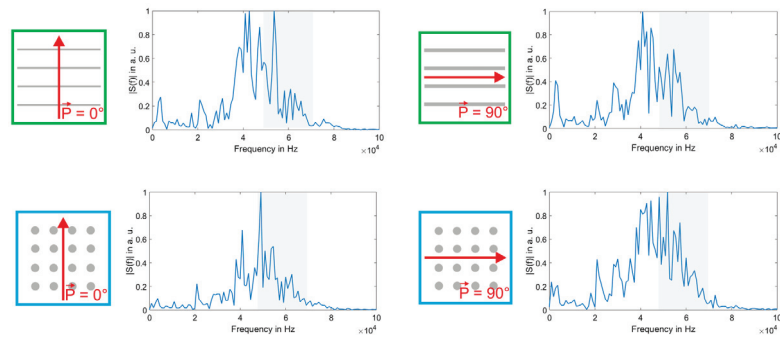 |S(f)| in a. u.
1
0.8
0.6
0.4
0.2
0
0 2 4 6 8 10
×10⁴
Frequency in Hz
P⃗ = 0°
|S(f)| in a. u.
1
0.8
0.6
0.4
0.2
0
0 2 4 6 8 10
×10⁴
Frequency in Hz
P⃗ = 90°
|S(f)| in a. u.
1
0.8
0.6
0.4
0.2
0
0 2 4 6 8 10
×10⁴
Frequency in Hz
P⃗ = 0°
|S(f)| in a. u.
1
0.8
0.6
0.4
0.2
0
0 2 4 6 8 10
×10⁴
Frequency in Hz
P⃗ = 90°